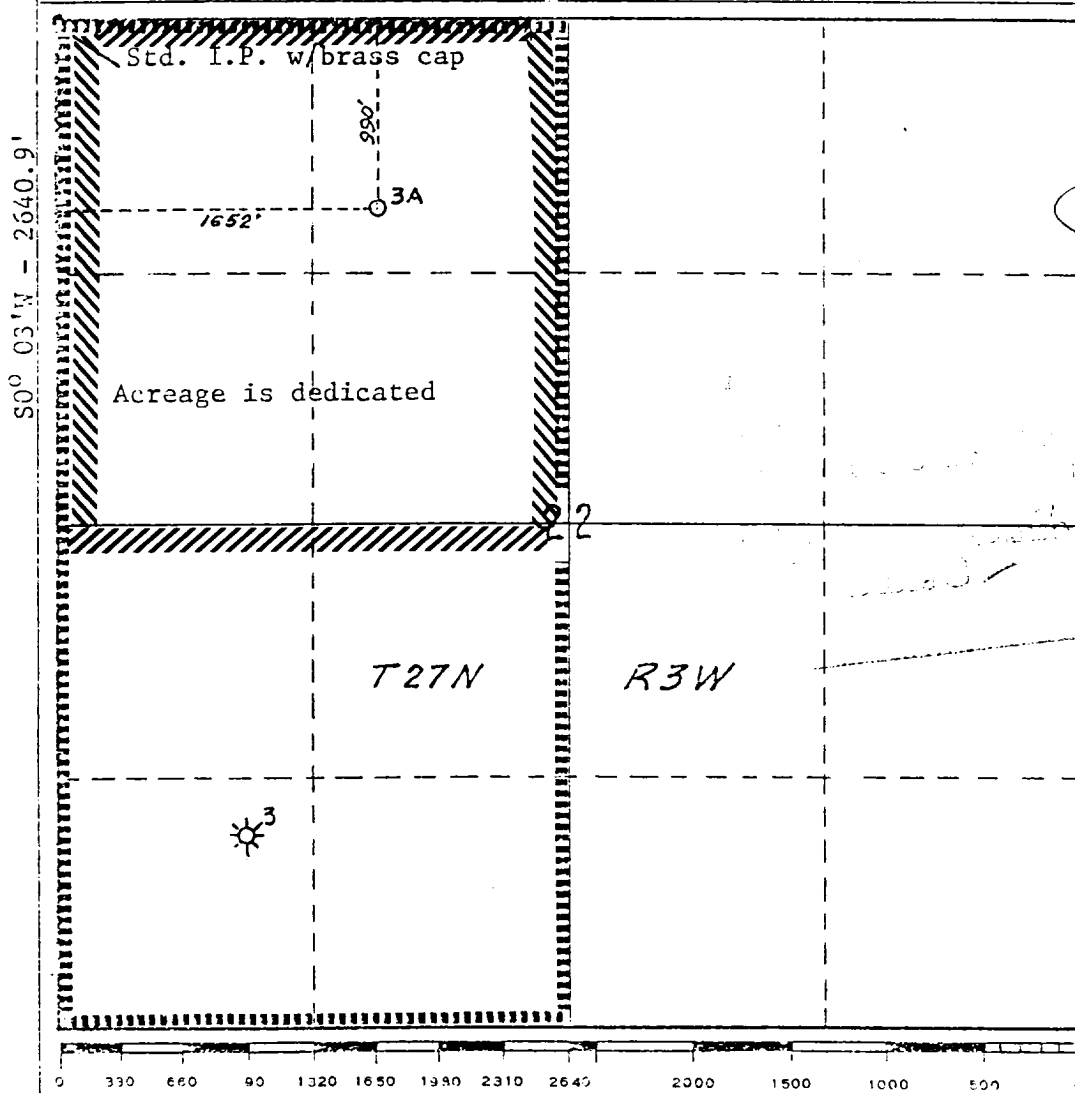 Std. I.P. w/brass cap
990'
3A
1652'
S0° 03'W - 2640.9'
Acreage is dedicated
22
T27N R3W
3
0 330 660 90 1320 1650 1980 2310 2640 2000 1500 1000 500